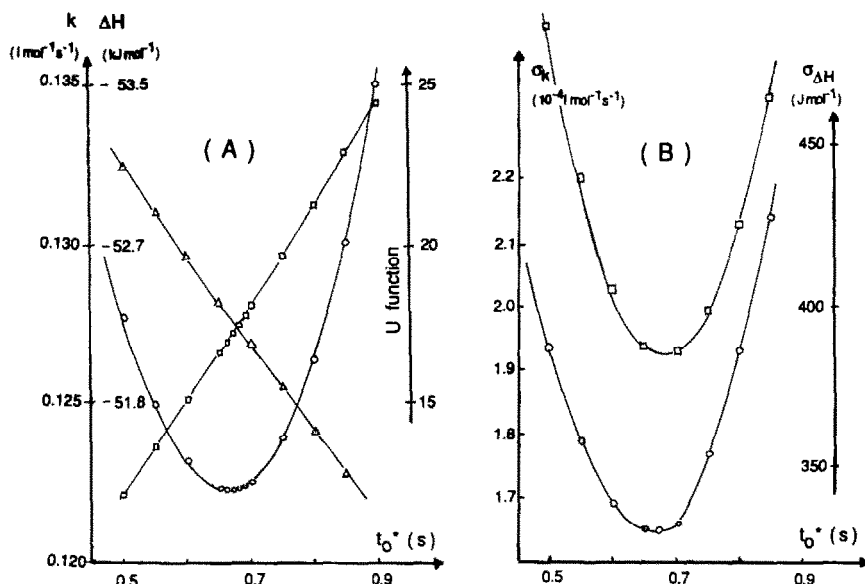 k ΔH
(l mol⁻¹s⁻¹) (kJ mol⁻¹)
0.135 - 53.5 25
(A)
0.130 - 52.7 20
U function
0.125 - 51.8 15
0.120
t₀* (s)
0.5 0.7 0.9
σk
(10⁻⁴ l mol⁻¹s⁻¹)
σΔH
(J mol⁻¹)
(B)
450
2.2
2.1
2.0 400
1.9
1.8
350
1.7
t₀* (s)
0.5 0.7 0.9